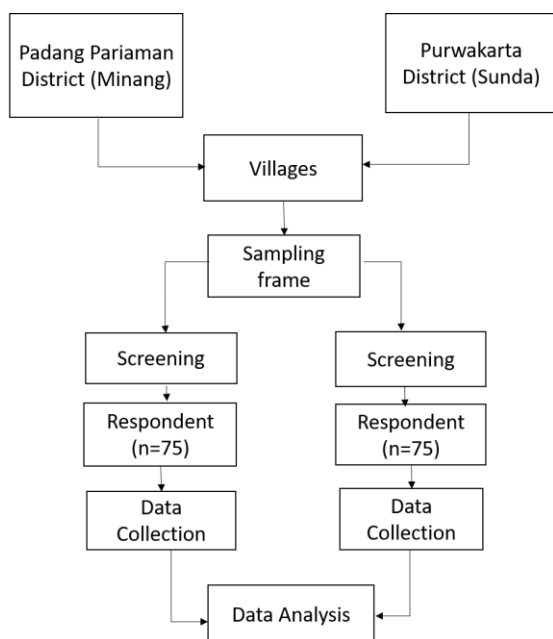 Padang Pariaman
District (Minang)
Purwakarta
District (Sunda)
Villages
Sampling
frame
Screening
Screening
Respondent
(n=75)
Respondent
(n=75)
Data
Collection
Data
Collection
Data Analysis